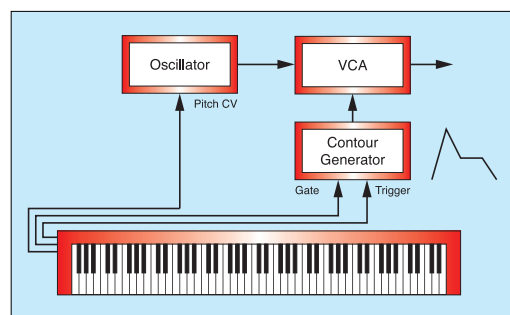 Oscillator
VCA
Pitch CV
Contour
Generator
Gate
Trigger